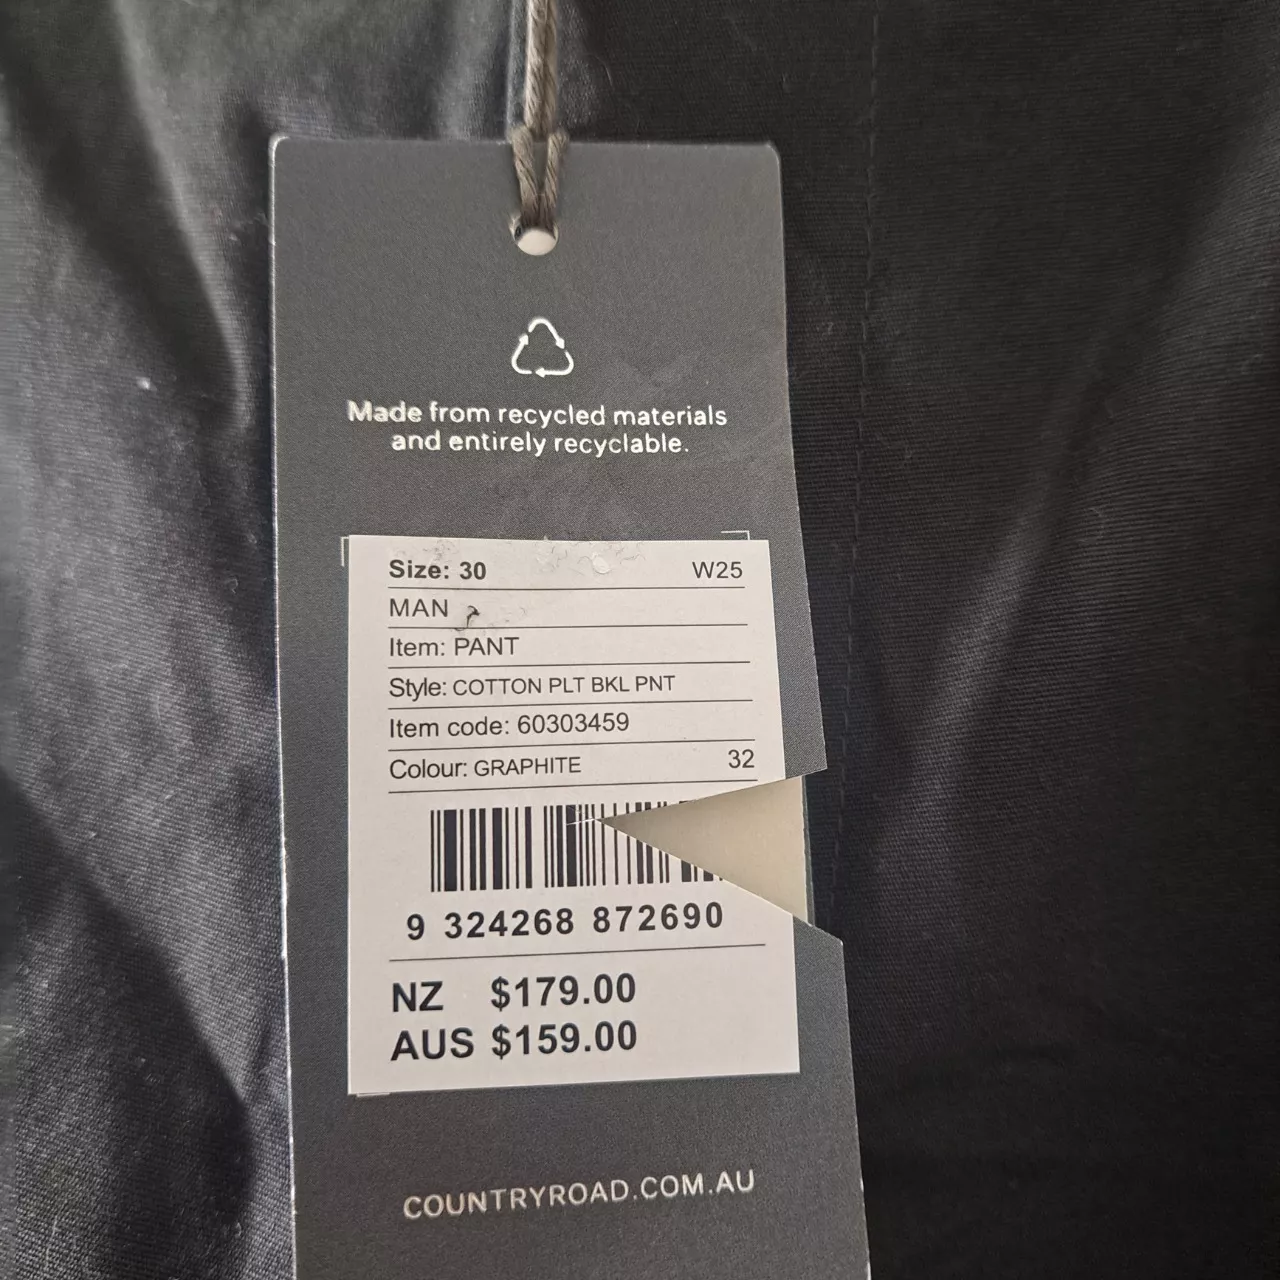 Made from recycled materials
and entirely recyclable.
Size: 30 W25
MAN
Item: PANT
Style: COTTON PLT BKL PNT
Item code: 60303459
Colour: GRAPHITE 32
9 324268 872690
NZ $179.00
AUS $159.00
COUNTRYROAD.COM.AU